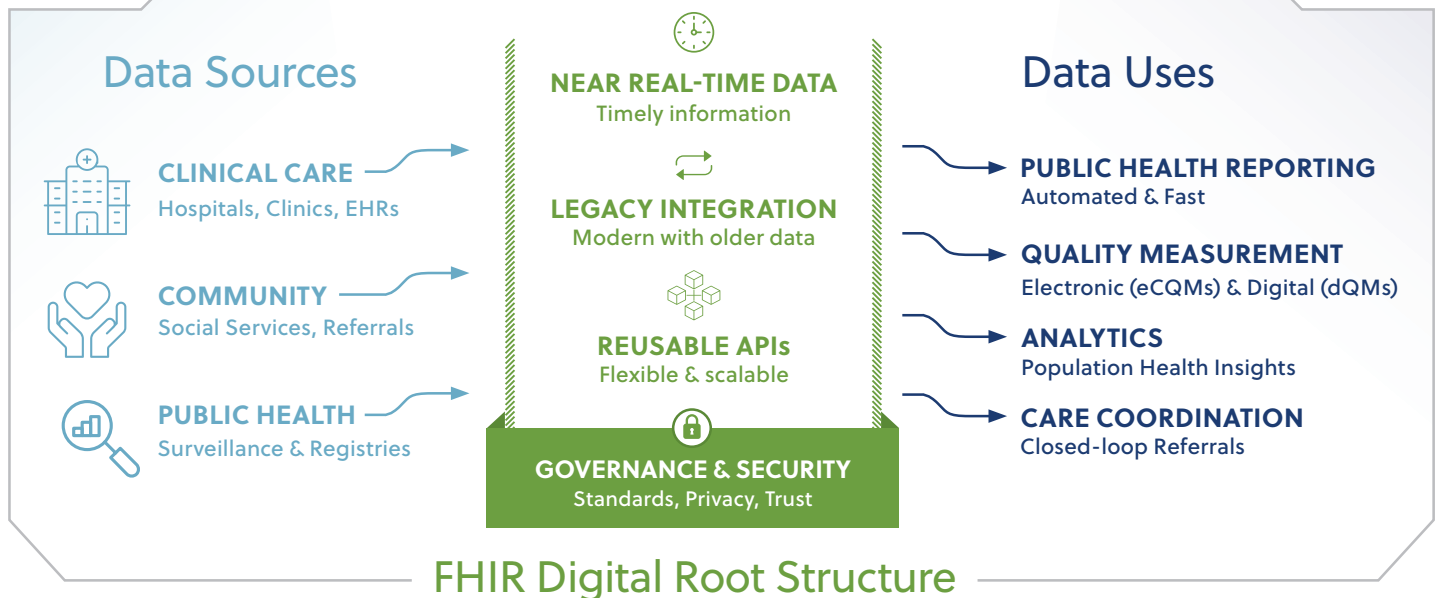 Data Sources
CLINICAL CARE
Hospitals, Clinics, EHRs
COMMUNITY
Social Services, Referrals
PUBLIC HEALTH
Surveillance & Registries
NEAR REAL-TIME DATA
Timely information
LEGACY INTEGRATION
Modern with older data
REUSABLE APIs
Flexible & scalable
GOVERNANCE & SECURITY
Standards, Privacy, Trust
Data Uses
PUBLIC HEALTH REPORTING
Automated & Fast
QUALITY MEASUREMENT
Electronic (eCQMs) & Digital (dQMs)
ANALYTICS
Population Health Insights
CARE COORDINATION
Closed-loop Referrals
FHIR Digital Root Structure